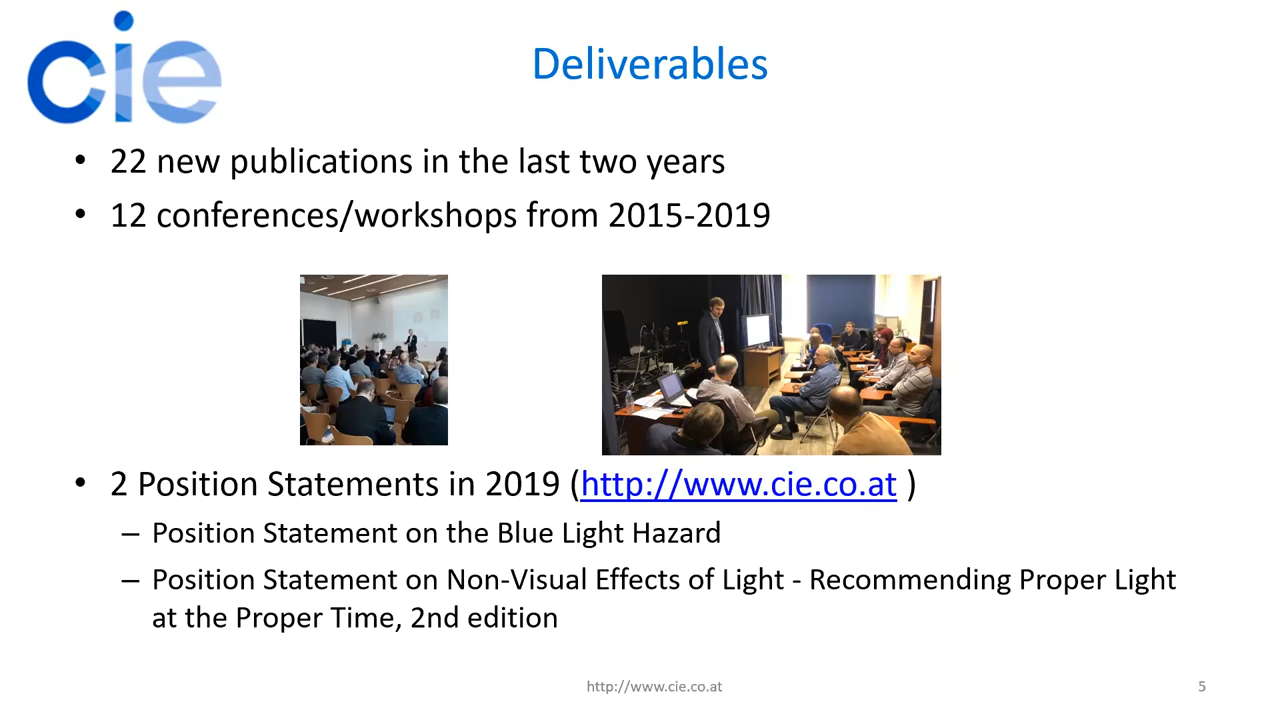 cie
Deliverables
• 22 new publications in the last two years
• 12 conferences/workshops from 2015-2019
• 2 Position Statements in 2019 (http://www.cie.co.at )
– Position Statement on the Blue Light Hazard
– Position Statement on Non-Visual Effects of Light - Recommending Proper Light
at the Proper Time, 2nd edition
http://www.cie.co.at
5